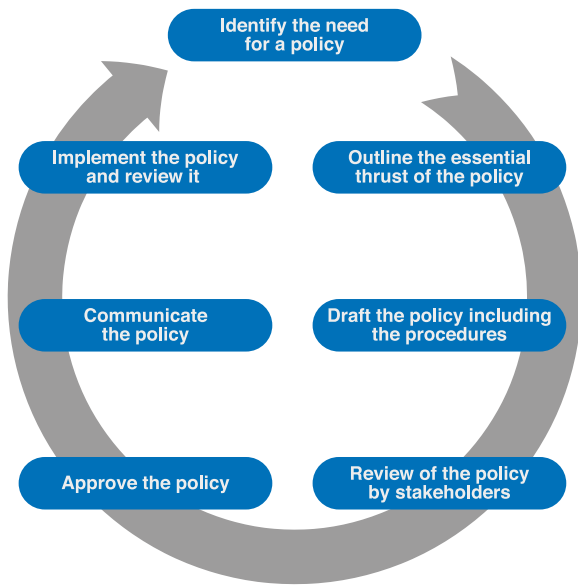 Identify the need
for a policy
Outline the essential
thrust of the policy
Draft the policy including
the procedures
Review of the policy
by stakeholders
Approve the policy
Communicate
the policy
Implement the policy
and review it